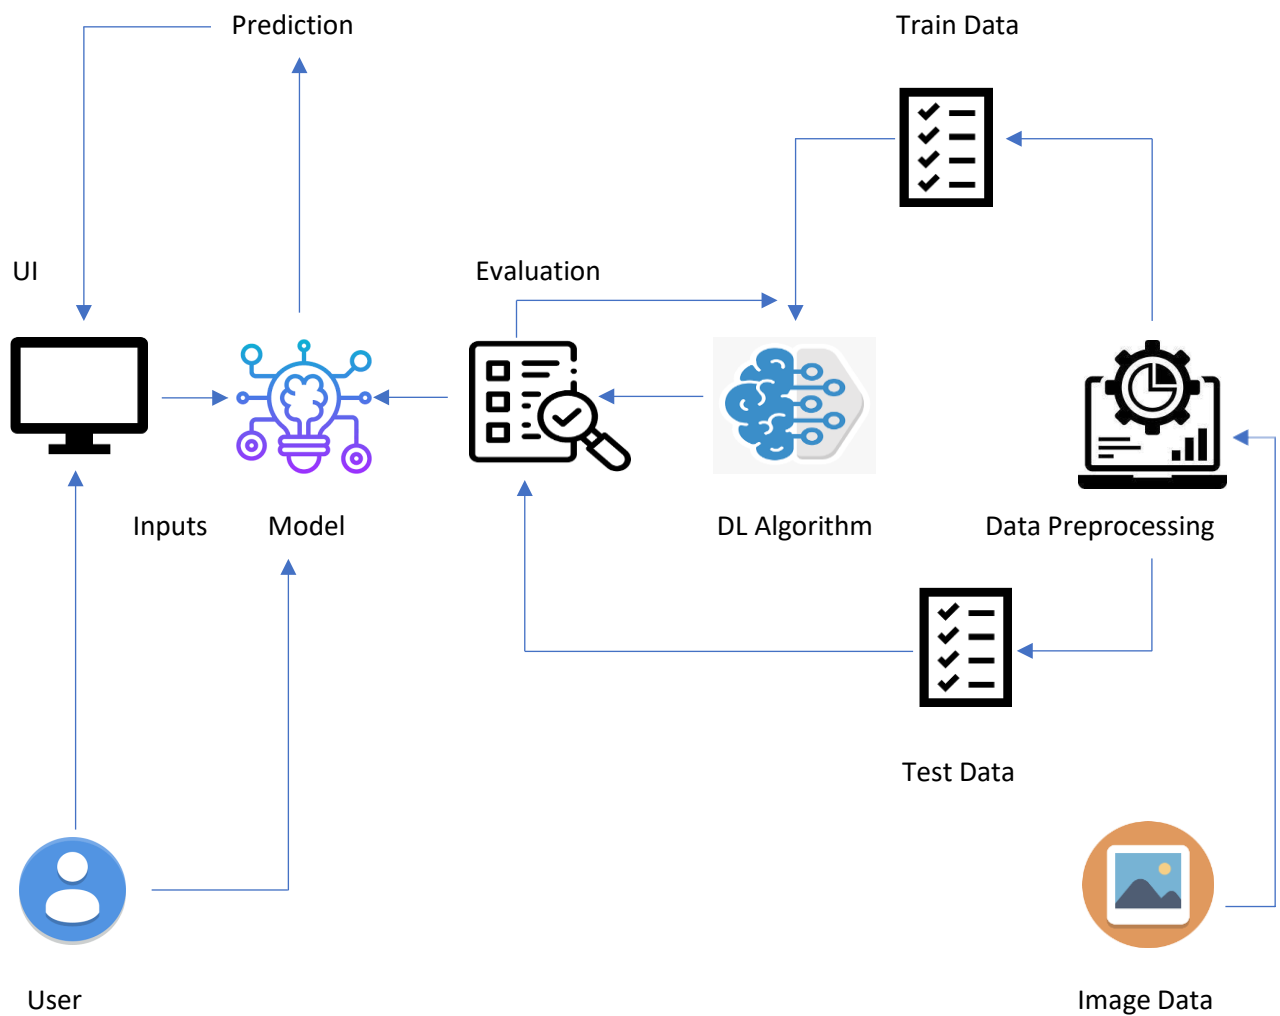 Prediction
Train Data
UI
Evaluation
Inputs
Model
DL Algorithm
Data Preprocessing
Test Data
User
Image Data